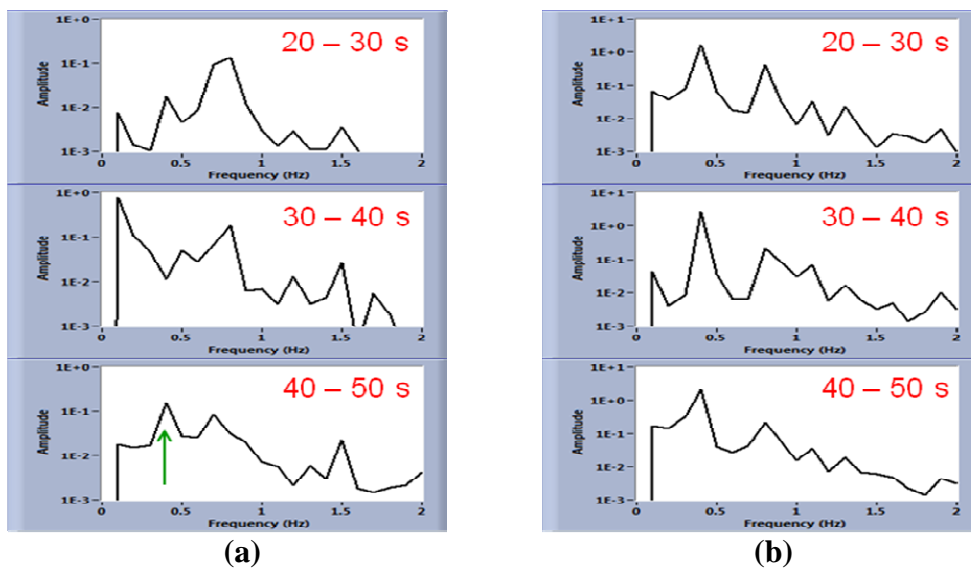 1E+0
20 – 30 s
1E-1
Amplitude
1E-2
1E-3
0 0.5 1 1.5 2
Frequency (Hz)
1E+0
30 – 40 s
1E-1
Amplitude
1E-2
1E-3
0 0.5 1 1.5 2
Frequency (Hz)
1E+0
40 – 50 s
1E-1
Amplitude
1E-2
1E-3
0 0.5 1 1.5 2
Frequency (Hz)
(a)
1E+1
20 – 30 s
1E+0
1E-1
Amplitude
1E-2
1E-3
0 0.5 1 1.5 2
Frequency (Hz)
1E+1
30 – 40 s
1E+0
1E-1
Amplitude
1E-2
1E-3
0 0.5 1 1.5 2
Frequency (Hz)
1E+1
40 – 50 s
1E+0
1E-1
Amplitude
1E-2
1E-3
0 0.5 1 1.5 2
Frequency (Hz)
(b)